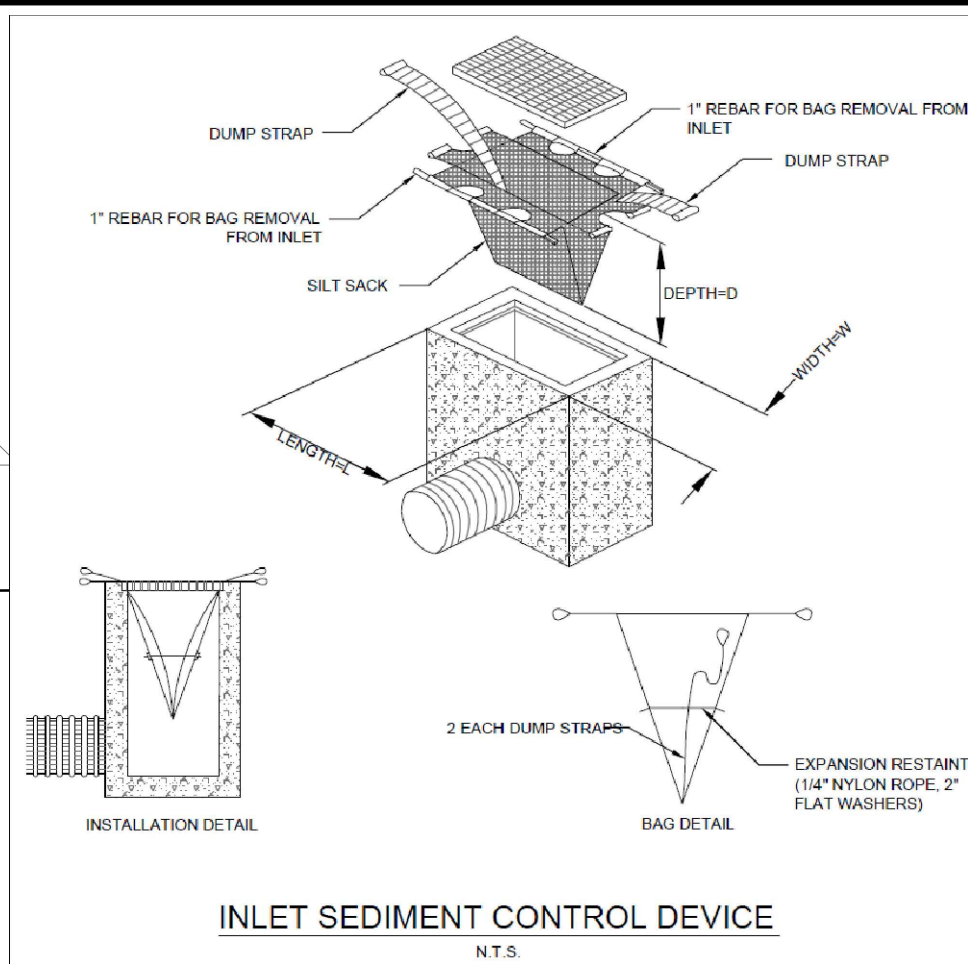 DUMP STRAP
1" REBAR FOR BAG REMOVAL FROM
INLET
DUMP STRAP
1" REBAR FOR BAG REMOVAL
FROM INLET
SILT SACK
DEPTH=D
WIDTH=W
LENGTH=L
2 EACH DUMP STRAPS
EXPANSION RESTAINT
(1/4" NYLON ROPE, 2"
FLAT WASHERS)
INSTALLATION DETAIL
BAG DETAIL
INLET SEDIMENT CONTROL DEVICE
N.T.S.